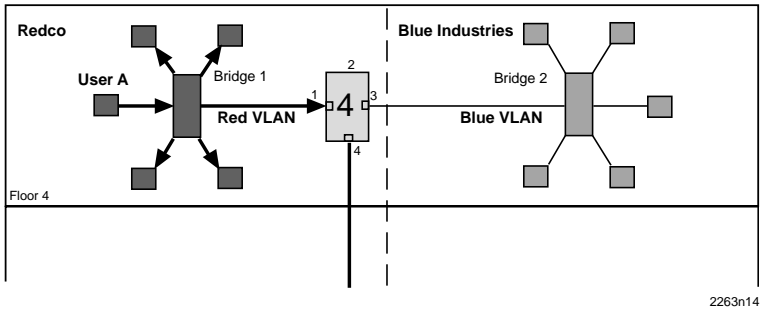 Redco
Blue Industries
User A
Bridge 1
2
Bridge 2
1
4
3
Red VLAN
Blue VLAN
4
Floor 4
2263n14